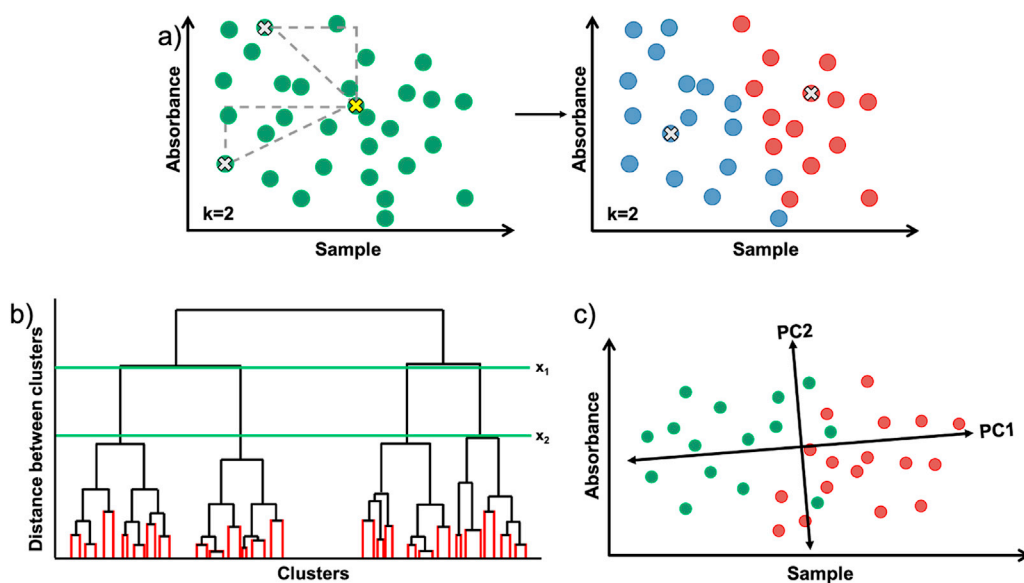 a)
Absorbance
k=2
Sample
Absorbance
k=2
Sample
b)
Distance between clusters
x₁
x₂
Clusters
c)
PC2
PC1
Absorbance
Sample